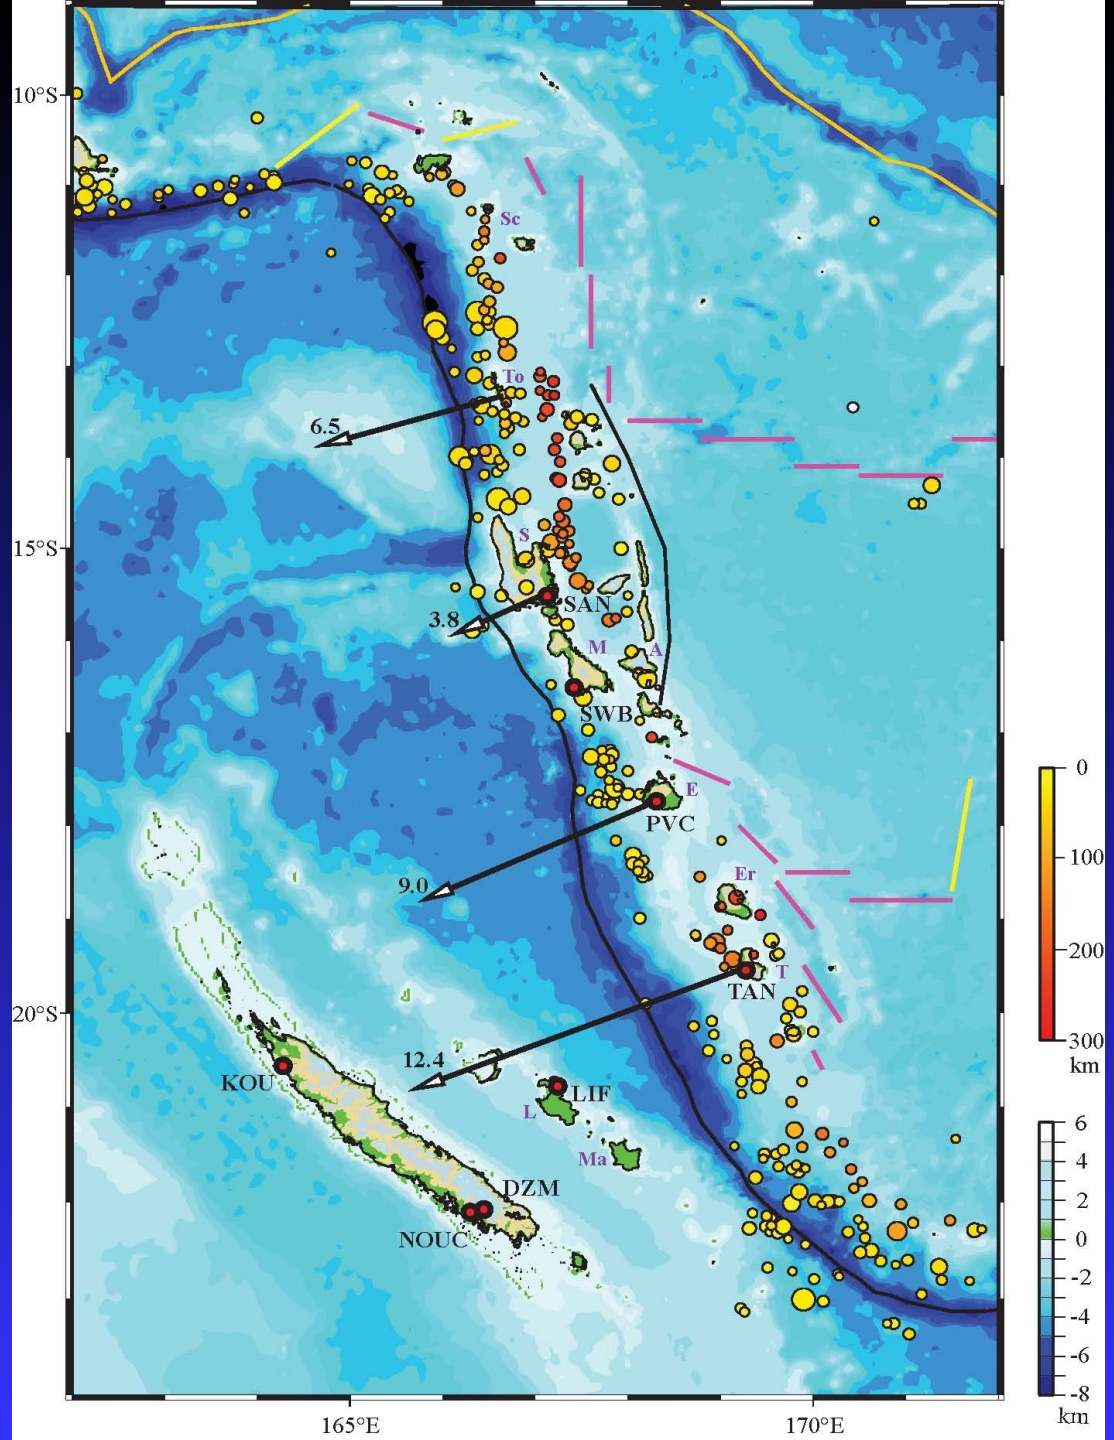 10°S
Sc
To
6.5
15°S
S
SAN
3.8
M
A
SWB
0
E
PVC
100
Er
9.0
200
T
TAN
20°S
300
12.4
km
KOU
LIF
L
6
Ma
4
DZM
2
NOUC
0
-2
-4
-6
-8
km
165°E
170°E